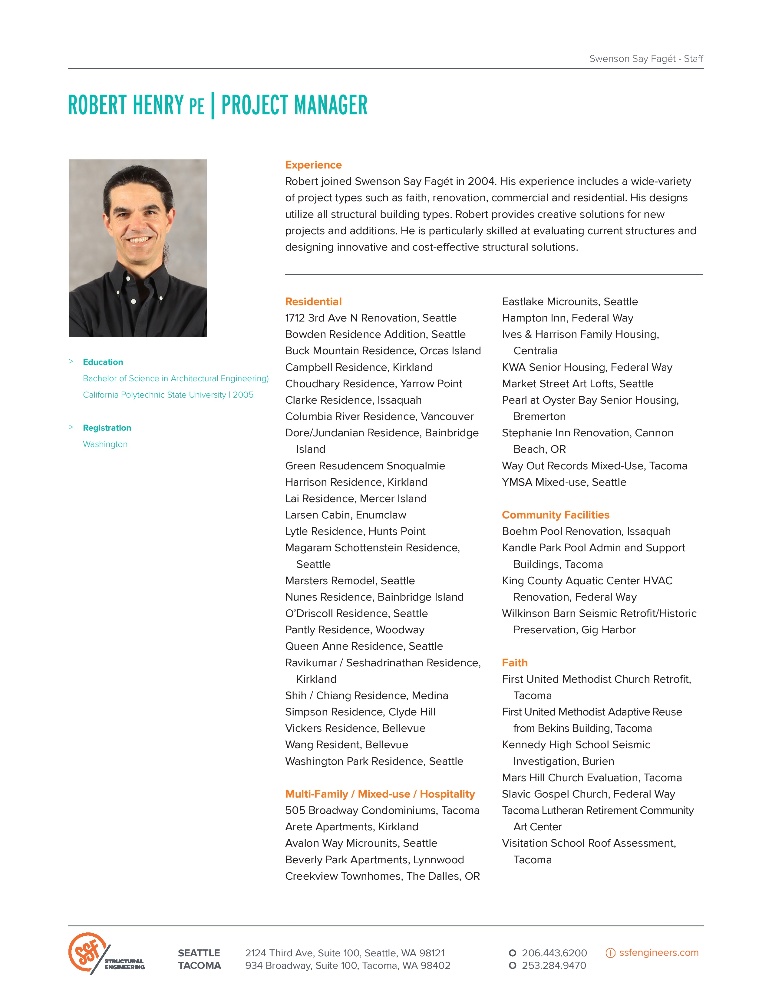 Swenson Say Fagét - Staff
ROBERT HENRY PE | PROJECT MANAGER
> Education
Bachelor of Science in Architectural Engineering|
California Polytechnic State University | 2005
> Registration
Washington
Experience
Robert joined Swenson Say Fagét in 2004. His experience includes a wide-variety
of project types such as faith, renovation, commercial and residential. His designs
utilize all structural building types. Robert provides creative solutions for new
projects and additions. He is particularly skilled at evaluating current structures and
designing innovative and cost-effective structural solutions.
Residential
1712 3rd Ave N Renovation, Seattle
Bowden Residence Addition, Seattle
Buck Mountain Residence, Orcas Island
Campbell Residence, Kirkland
Choudhary Residence, Yarrow Point
Clarke Residence, Issaquah
Columbia River Residence, Vancouver
Dore/Jundanian Residence, Bainbridge
Island
Green Resudencem Snoqualmie
Harrison Residence, Kirkland
Lai Residence, Mercer Island
Larsen Cabin, Enumclaw
Lytle Residence, Hunts Point
Magaram Schottenstein Residence,
Seattle
Marsters Remodel, Seattle
Nunes Residence, Bainbridge Island
O'Driscoll Residence, Seattle
Pantly Residence, Woodway
Queen Anne Residence, Seattle
Ravikumar / Seshadrinathan Residence,
Kirkland
Shih / Chiang Residence, Medina
Simpson Residence, Clyde Hill
Vickers Residence, Bellevue
Wang Resident, Bellevue
Washington Park Residence, Seattle
Multi-Family / Mixed-use / Hospitality
505 Broadway Condominiums, Tacoma
Arete Apartments, Kirkland
Avalon Way Microunits, Seattle
Beverly Park Apartments, Lynnwood
Creekview Townhomes, The Dalles, OR
Eastlake Microunits, Seattle
Hampton Inn, Federal Way
Ives & Harrison Family Housing,
Centralia
KWA Senior Housing, Federal Way
Market Street Art Lofts, Seattle
Pearl at Oyster Bay Senior Housing,
Bremerton
Stephanie Inn Renovation, Cannon
Beach, OR
Way Out Records Mixed-Use, Tacoma
YMSA Mixed-use, Seattle
Community Facilities
Boehm Pool Renovation, Issaquah
Kandle Park Pool Admin and Support
Buildings, Tacoma
King County Aquatic Center HVAC
Renovation, Federal Way
Wilkinson Barn Seismic Retrofit/Historic
Preservation, Gig Harbor
Faith
First United Methodist Church Retrofit,
Tacoma
First United Methodist Adaptive Reuse
from Bekins Building, Tacoma
Kennedy High School Seismic
Investigation, Burien
Mars Hill Church Evaluation, Tacoma
Slavic Gospel Church, Federal Way
Tacoma Lutheran Retirement Community
Art Center
Visitation School Roof Assessment,
Tacoma
SSF STRUCTURAL
ENGINEERING
SEATTLE 2124 Third Ave, Suite 100, Seattle, WA 98121 O 206.443.6200 ssfengineers.com
TACOMA 934 Broadway, Suite 100, Tacoma, WA 98402 O 253.284.9470